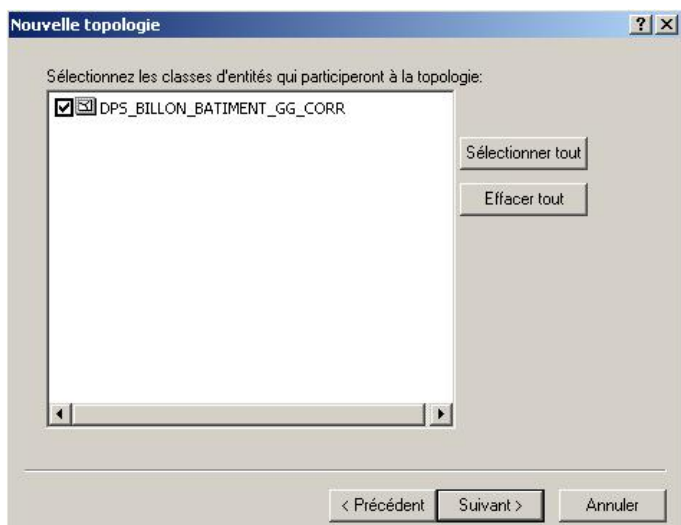 Nouvelle topologie
Sélectionnez les classes d'entités qui participeront à la topologie:
DPS_BILLON_BATIMENT_GG_CORR
Sélectionner tout
Effacer tout
< Précédent
Suivant >
Annuler